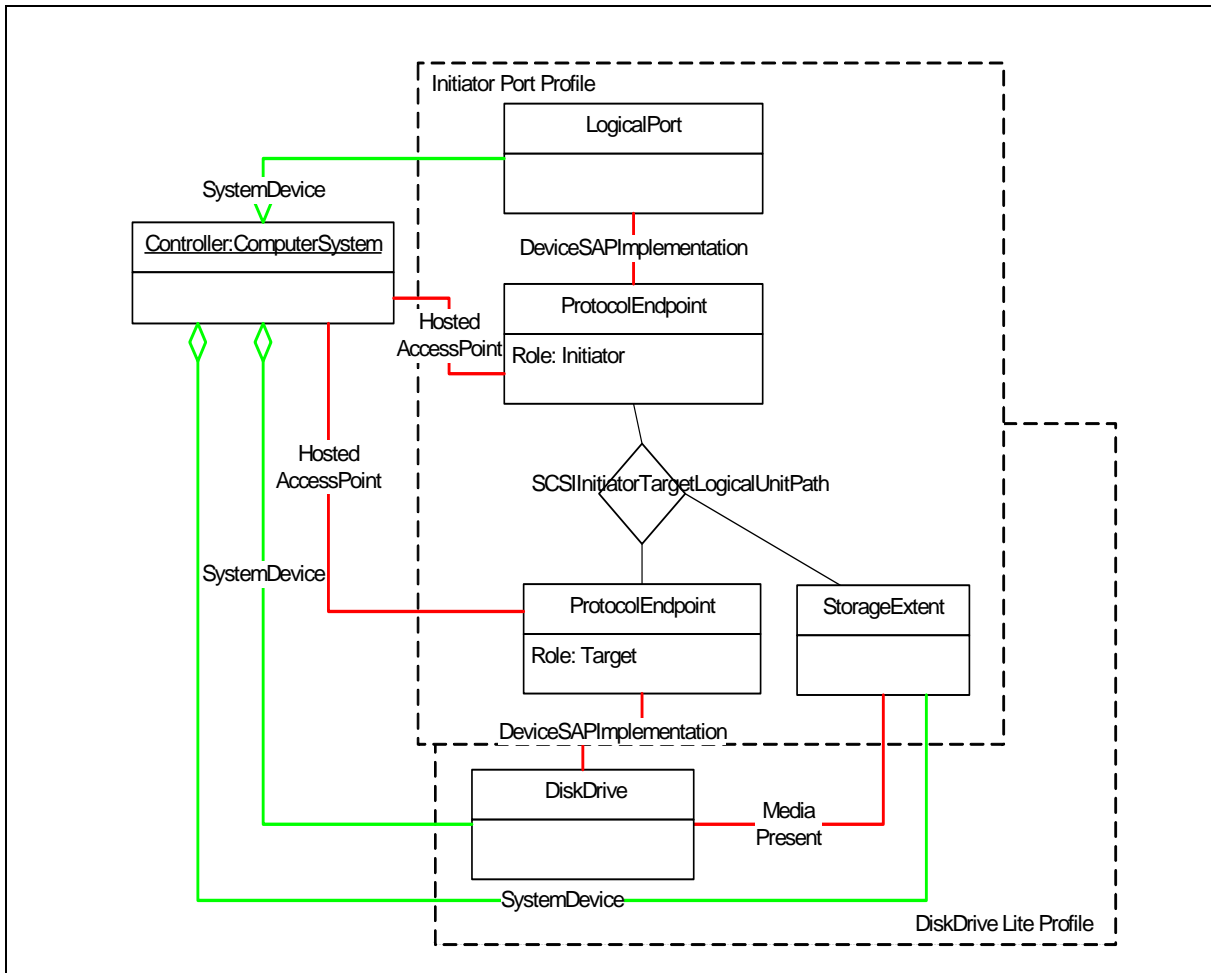 Initiator Port Profile
LogicalPort
SystemDevice
Controller:ComputerSystem
DeviceSAPImplementation
ProtocolEndpoint
Role: Initiator
Hosted
AccessPoint
Hosted
AccessPoint
SCSIInitiatorTargetLogicalUnitPath
SystemDevice
ProtocolEndpoint
Role: Target
StorageExtent
DeviceSAPImplementation
DiskDrive
Media
Present
SystemDevice
DiskDrive Lite Profile